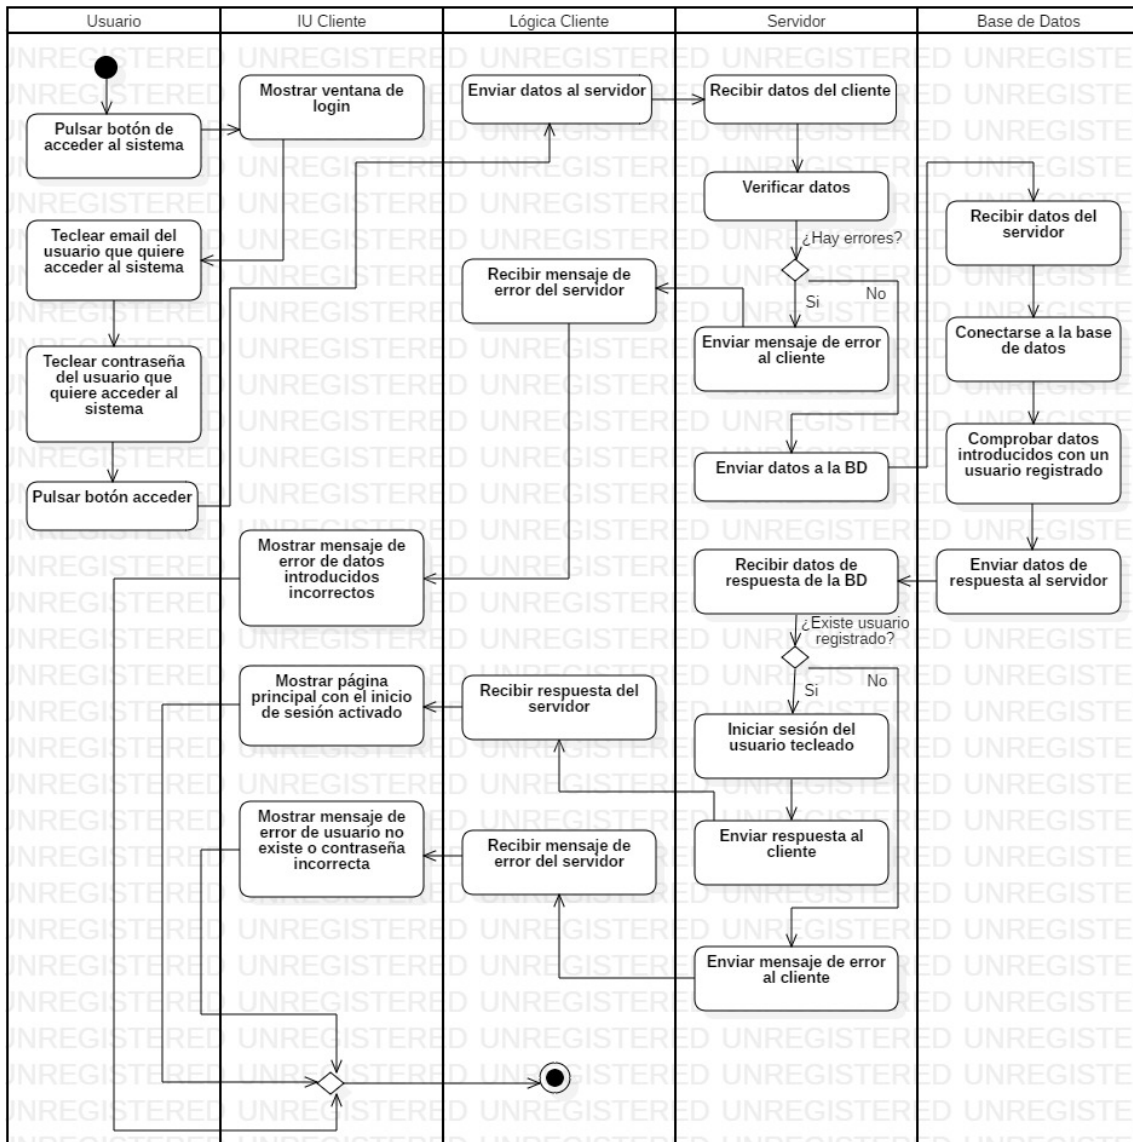 Usuario
IU Cliente
Lógica Cliente
Servidor
Base de Datos
Pulsar botón de
acceder al sistema
Mostrar ventana de
login
Enviar datos al servidor
Recibir datos del cliente
Verificar datos
¿Hay errores?
Si
No
Recibir datos del
servidor
Teclear email del
usuario que quiere
acceder al sistema
Recibir mensaje de
error del servidor
Enviar mensaje de error
al cliente
Conectarse a la base
de datos
Teclear contraseña
del usuario que
quiere acceder al
sistema
Enviar datos a la BD
Comprobar datos
introducidos con un
usuario registrado
Pulsar botón acceder
Mostrar mensaje de
error de datos
introducidos
incorrectos
Recibir datos de
respuesta de la BD
Enviar datos de
respuesta al servidor
¿Existe usuario
registrado?
Si
No
Mostrar página
principal con el inicio
de sesión activado
Recibir respuesta del
servidor
Iniciar sesión del
usuario tecleado
Mostrar mensaje de
error de usuario no
existe o contraseña
incorrecta
Recibir mensaje de
error del servidor
Enviar respuesta al
cliente
Enviar mensaje de error
al cliente
UNREGISTERED